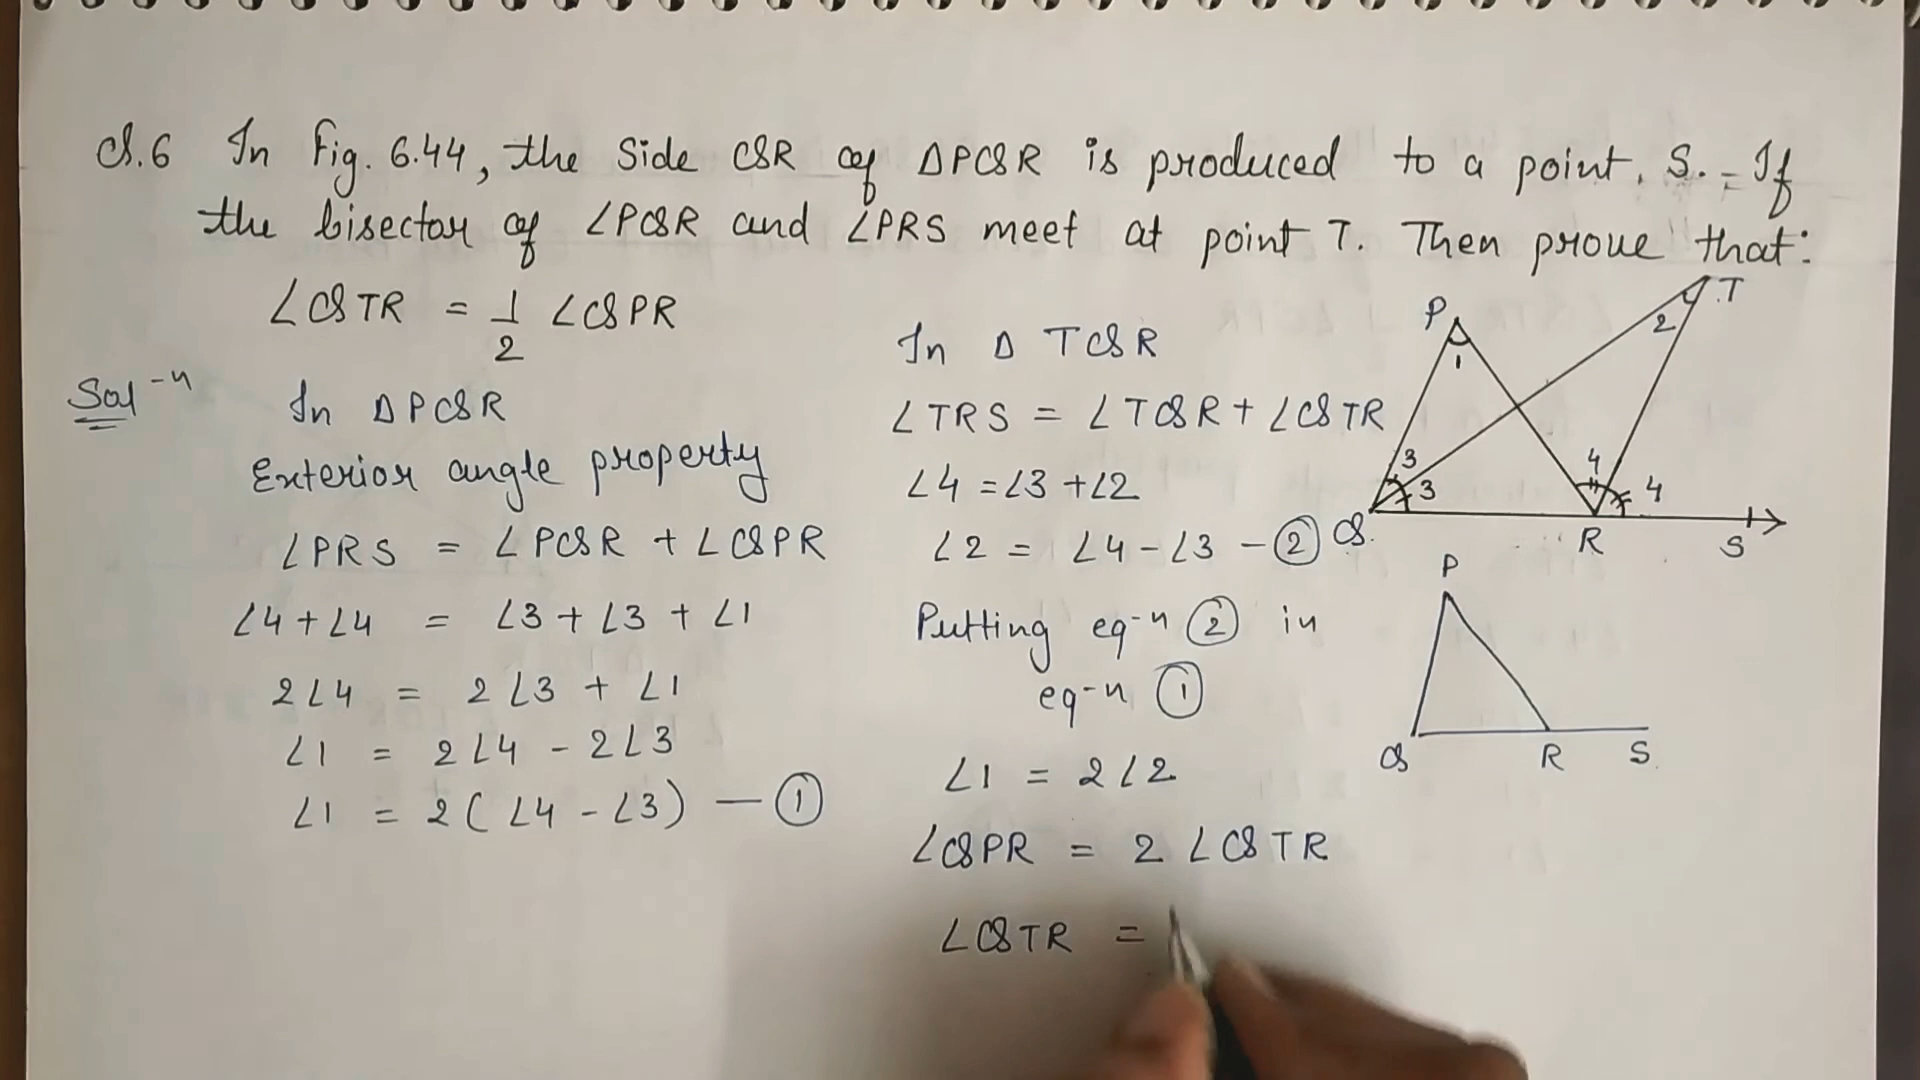 Q.6 In Fig. 6.44, the Side QR of ΔPQR is produced to a point. S. - If
the bisector of ∠PQR and ∠PRS meet at point T. Then prove that:
∠QTR = 1/2 ∠QPR
Sol-n
In ΔPQR
Exterior angle property
∠PRS = ∠PQR + ∠QPR
∠4 + ∠4 = ∠3 + ∠3 + ∠1
2∠4 = 2∠3 + ∠1
∠1 = 2∠4 - 2∠3
∠1 = 2(∠4 - ∠3) — ①
In Δ TQR
∠TRS = ∠TQR + ∠QTR
∠4 = ∠3 + ∠2
∠2 = ∠4 - ∠3 - ②
Putting eq-n ② in
eq-n ①
∠1 = 2∠2
∠QPR = 2 ∠QTR
∠QTR =
P
T
1
2
3
3
4
4
Q
R
S
P
Q
R
S